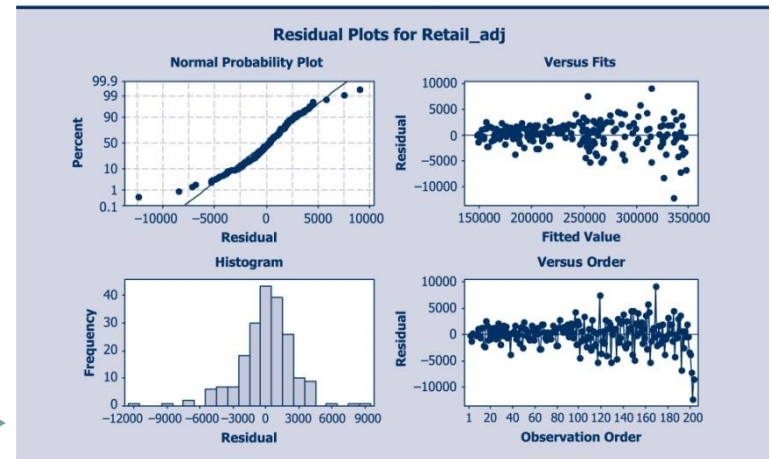 Residual Plots for Retail_adj
Normal Probability Plot
99.9
99
90
50
10
1
0.1
Percent
−10000 −5000 0 5000 10000
Residual
Versus Fits
10000
5000
0
−5000
−10000
Residual
150000 200000 250000 300000 350000
Fitted Value
Histogram
40
30
20
10
0
Frequency
−12000 −9000 −6000 −3000 0 3000 6000 9000
Residual
Versus Order
10000
5000
0
−5000
−10000
Residual
1 20 40 60 80 100 120 140 160 180 200
Observation Order